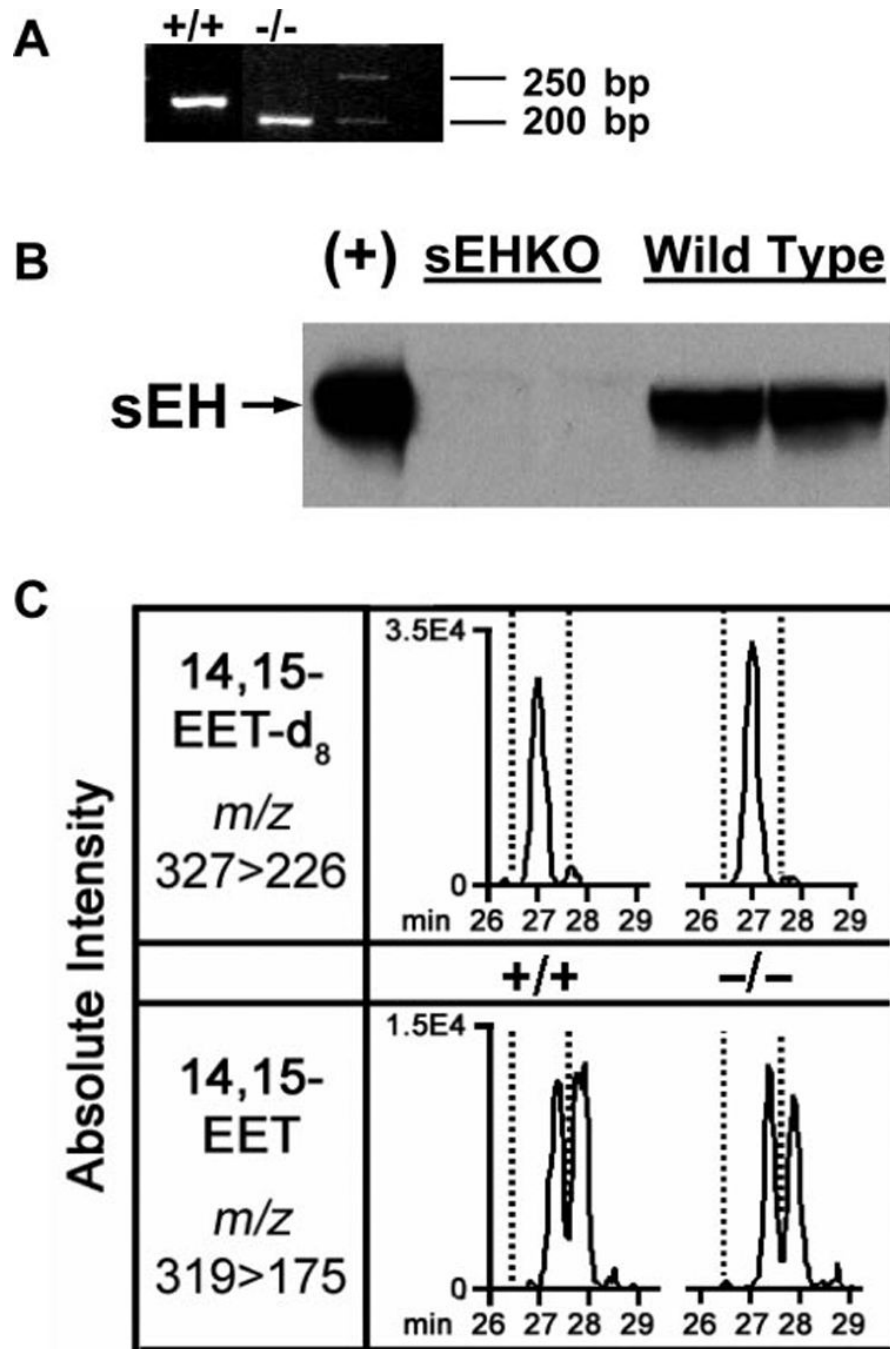 A
+/+ -/-
250 bp
200 bp
B
(+) sEHKO Wild Type
sEH
C
Absolute Intensity
14,15-
EET-d8
m/z
327>226
3.5E4
0
min 26 27 28 29
26 27 28 29
+/+ -/-
14,15-
EET
m/z
319>175
1.5E4
0
min 26 27 28 29
26 27 28 29